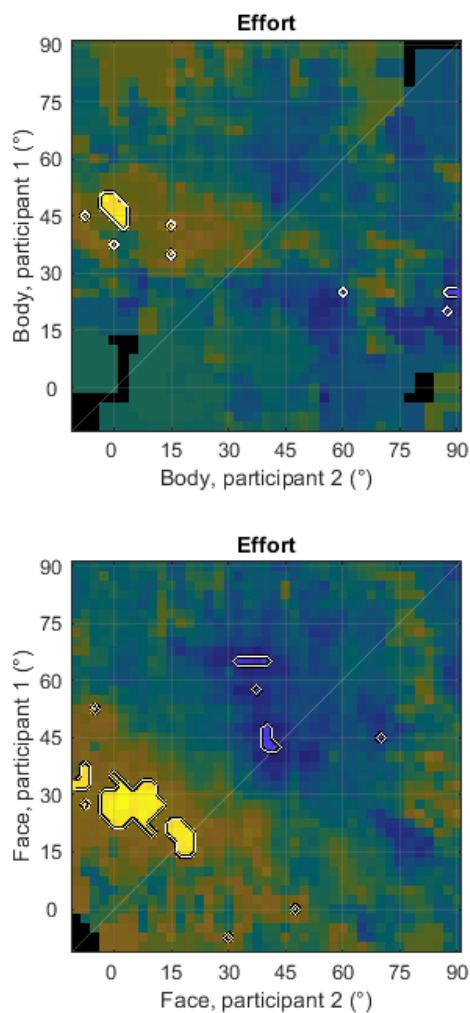 Effort
90
75
60
45
30
15
0
Body, participant 1 (°)
0 15 30 45 60 75 90
Body, participant 2 (°)
Effort
90
75
60
45
30
15
0
Face, participant 1 (°)
0 15 30 45 60 75 90
Face, participant 2 (°)